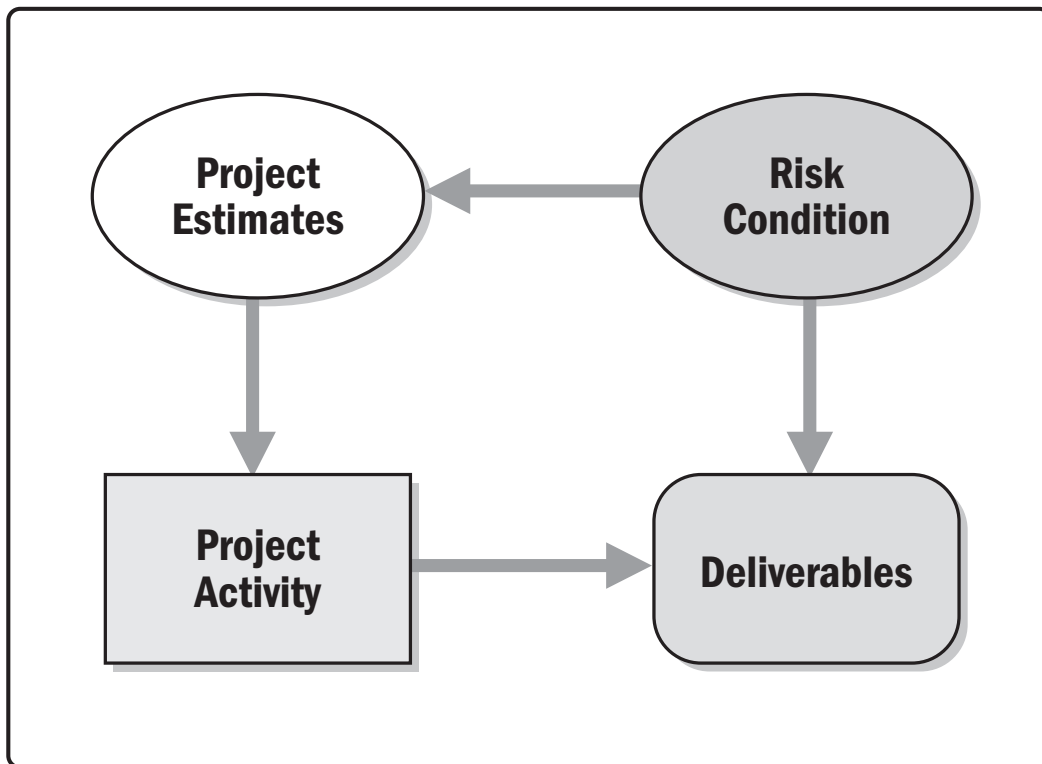 Project
Estimates
Risk
Condition
Project
Activity
Deliverables